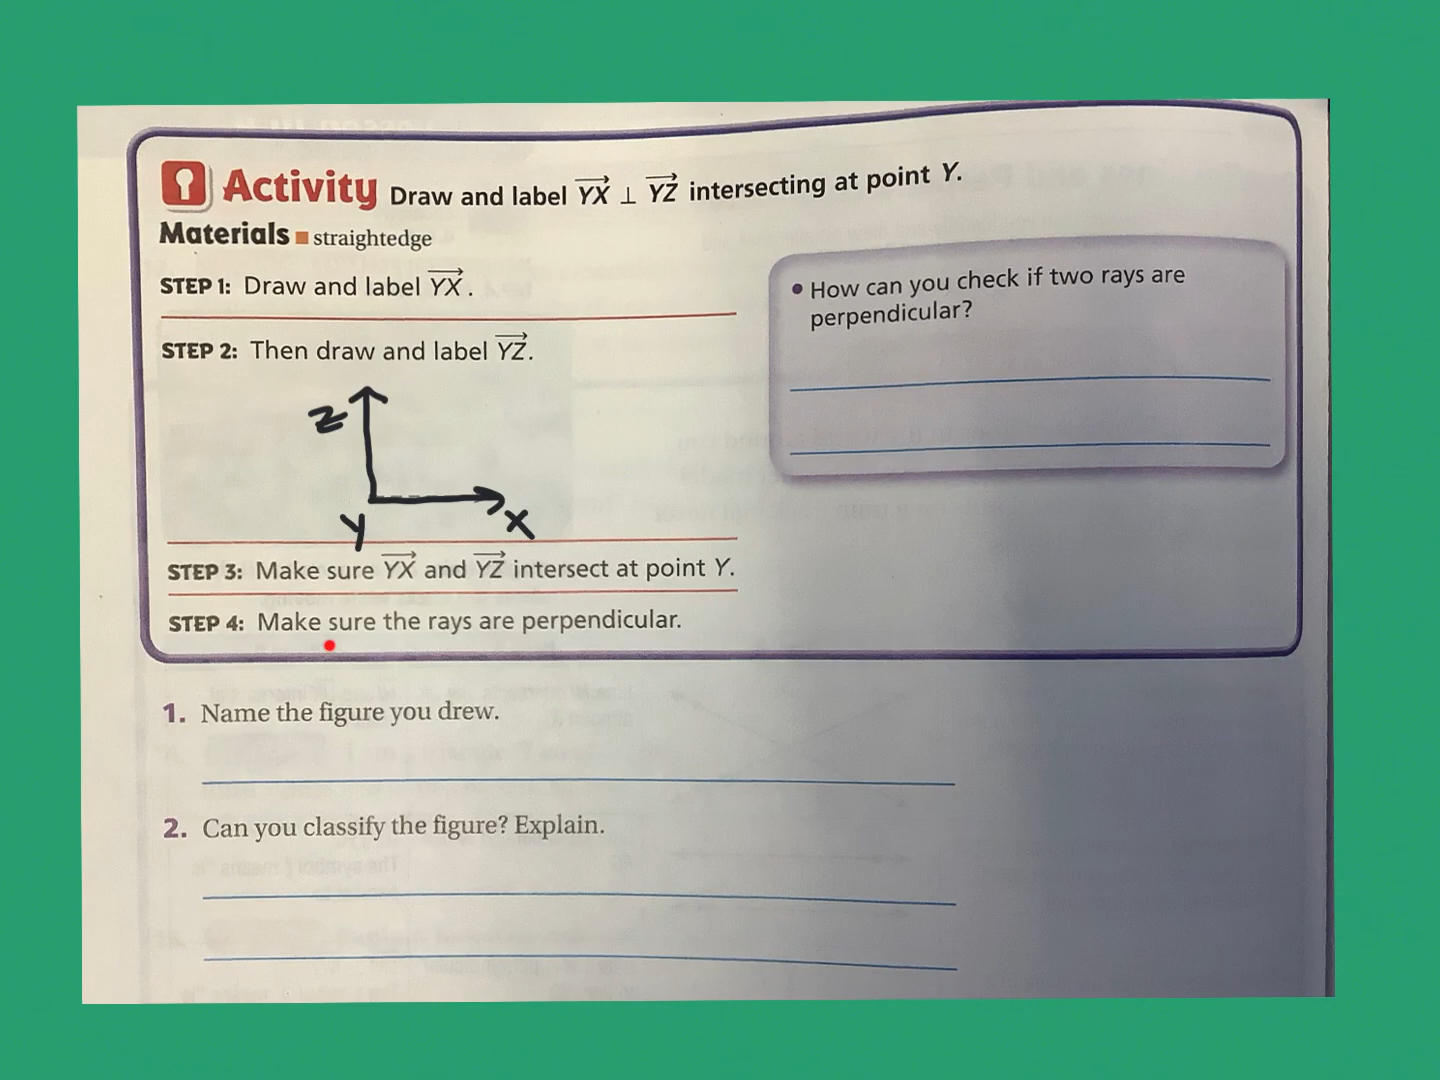 Activity Draw and label YX ⊥ YZ intersecting at point Y.
Materials ■ straightedge
STEP 1: Draw and label YX.
STEP 2: Then draw and label YZ.
Z
Y
X
STEP 3: Make sure YX and YZ intersect at point Y.
STEP 4: Make sure the rays are perpendicular.
• How can you check if two rays are
perpendicular?
1. Name the figure you drew.
2. Can you classify the figure? Explain.